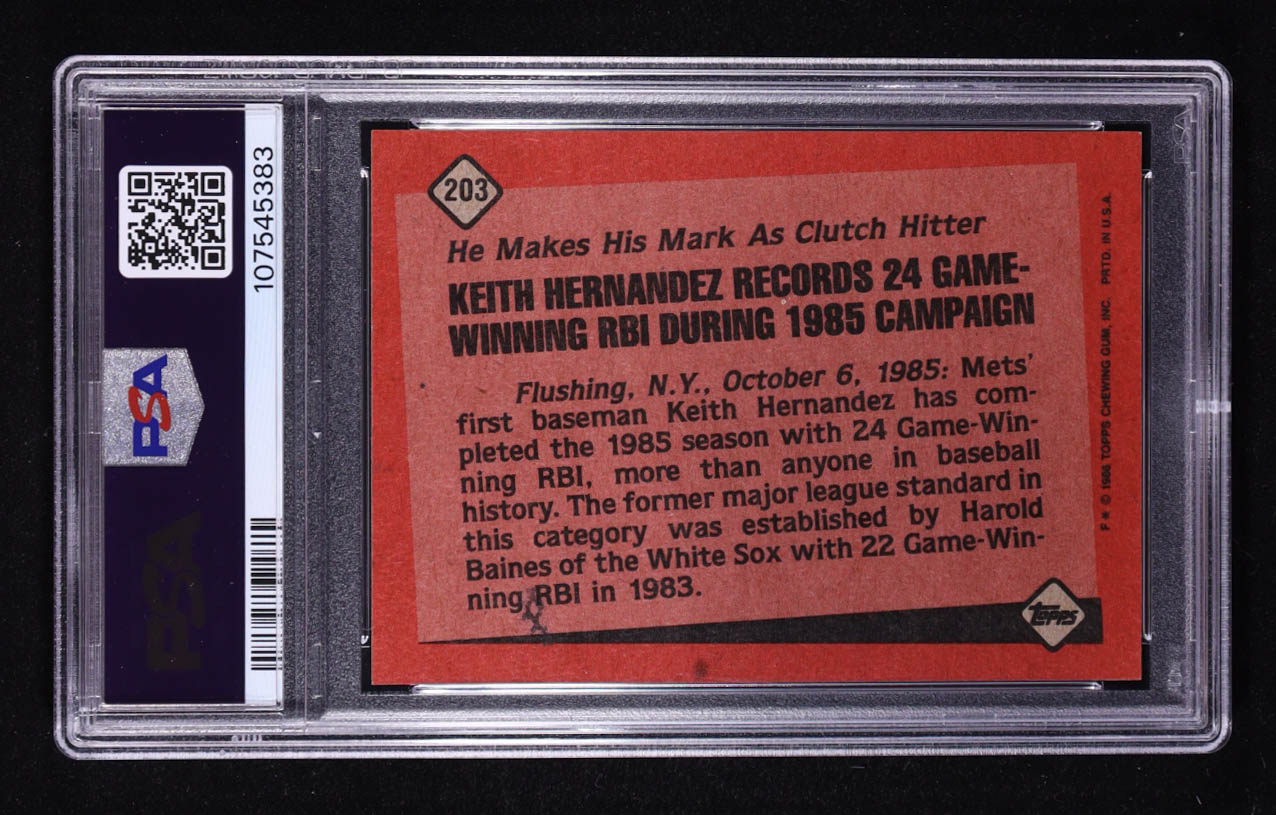 203
He Makes His Mark As Clutch Hitter
KEITH HERNANDEZ RECORDS 24 GAME-
WINNING RBI DURING 1985 CAMPAIGN
Flushing, N.Y., October 6, 1985: Mets'
first baseman Keith Hernandez has com-
pleted the 1985 season with 24 Game-Win-
ning RBI, more than anyone in baseball
history. The former major league standard in
this category was established by Harold
Baines of the White Sox with 22 Game-Win-
ning RBI in 1983.
topps
F * © 1986 TOPPS CHEWING GUM, INC. PRTD. IN U.S.A.
107545383
PSA
PSA